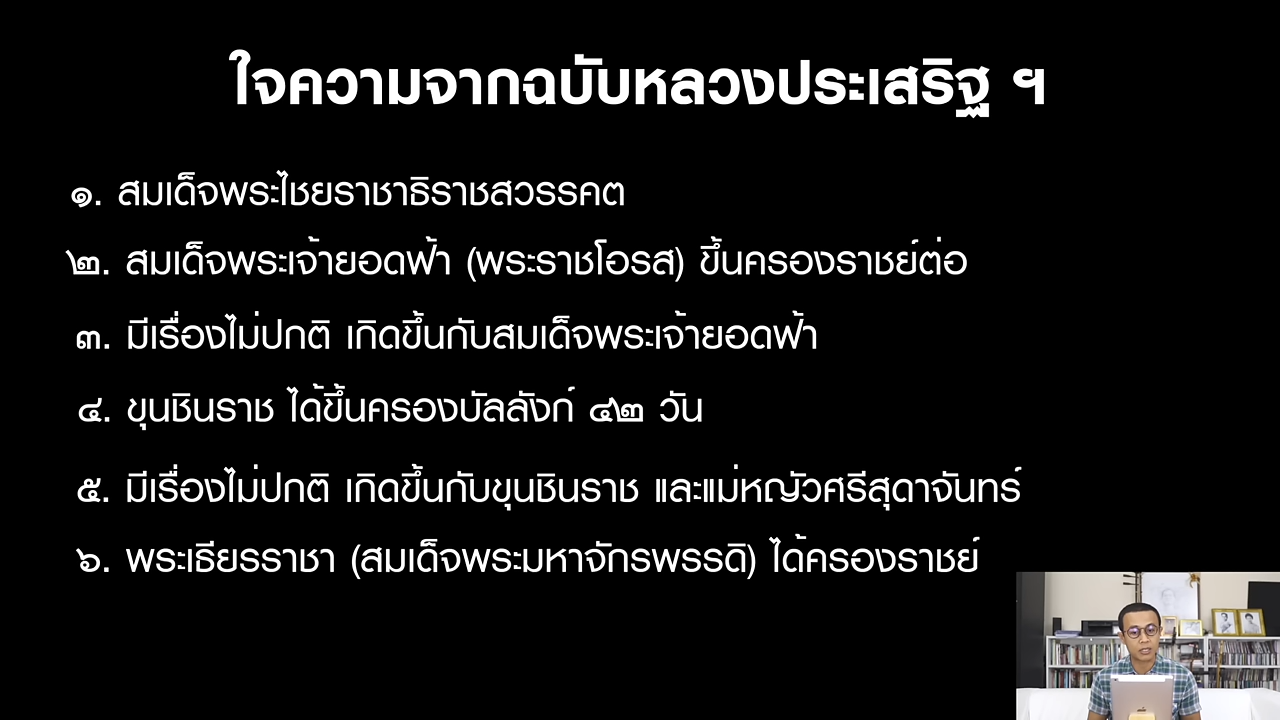 ใจความจากฉบับหลวงประเสริฐ ฯ
๑. สมเด็จพระไชยราชาธิราชสวรรคต
๒. สมเด็จพระเจ้ายอดฟ้า (พระราชโอรส) ขึ้นครองราชย์ต่อ
๓. มีเรื่องไม่ปกติ เกิดขึ้นกับสมเด็จพระเจ้ายอดฟ้า
๔. ขุนชินราช ได้ขึ้นครองบัลลังก์ ๔๒ วัน
๕. มีเรื่องไม่ปกติ เกิดขึ้นกับขุนชินราช และแม่หญัวศรีสุดาจันทร์
๖. พระเธียรราชา (สมเด็จพระมหาจักรพรรดิ) ได้ครองราชย์